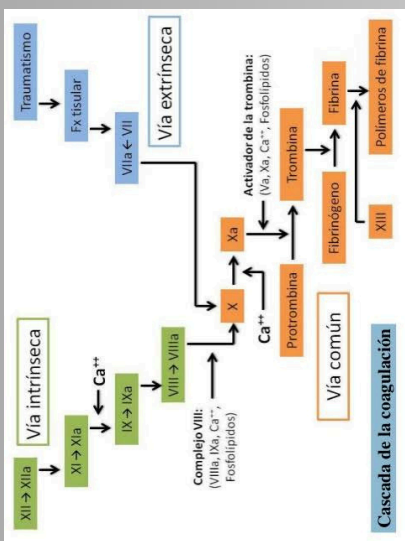 Vía intrínseca
XII → XIIa
XI → XIa
Ca⁺⁺
IX → IXa
VIII → VIIIa
Complejo VIII:
(VIIIa, IXa, Ca⁺⁺,
Fosfolípidos)
Traumatismo
Fx tisular
VIIa ← VII
Vía extrínseca
X
Xa
Ca⁺⁺
Activador de la trombina:
(Va, Xa, Ca⁺⁺, Fosfolípidos)
Protrombina
Trombina
Fibrinógeno
Fibrina
XIII
Polímeros de fibrina
Vía común
Cascada de la coagulación